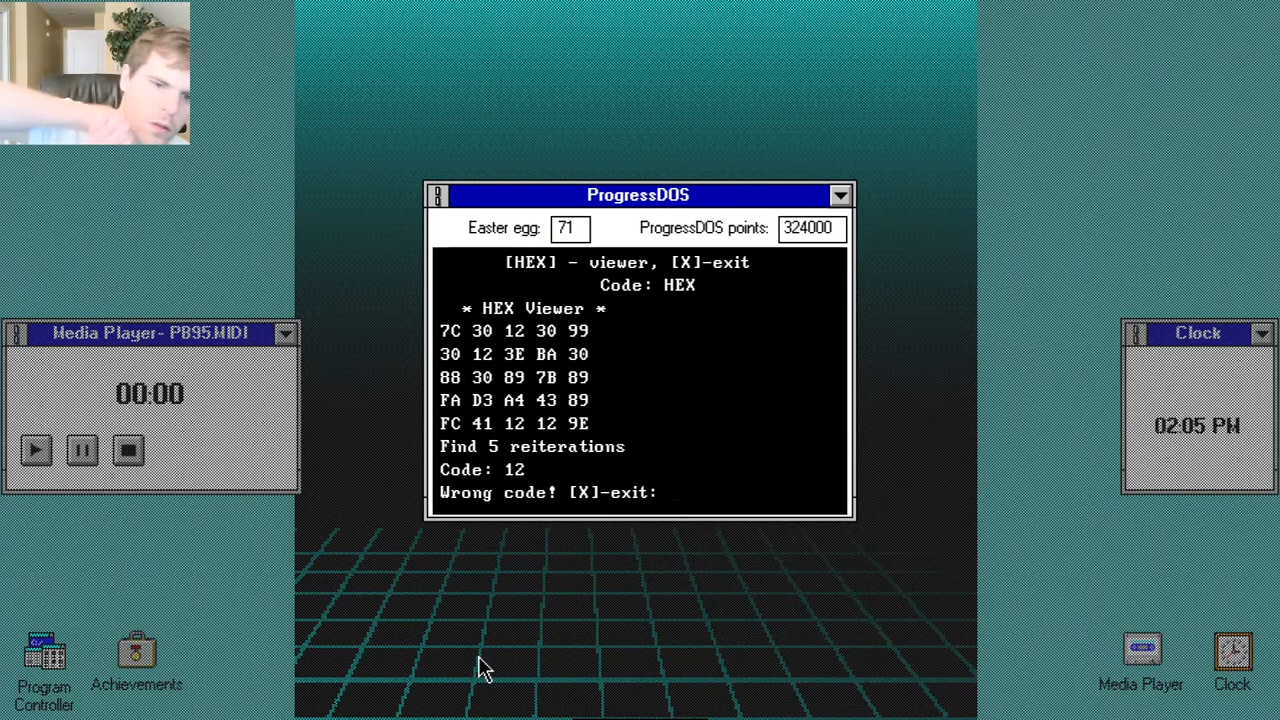 ProgressDOS
Easter egg: 71 ProgressDOS points: 324000
[HEX] - viewer, [X]-exit
Code: HEX
* HEX Viewer *
7C 30 12 30 99
30 12 3E BA 30
88 30 89 7B 89
FA D3 A4 43 89
FC 41 12 12 9E
Find 5 reiterations
Code: 12
Wrong code! [X]-exit:
Media Player- PB95.MIDI
00:00
Clock
02:05 PM
Program
Controller
Achievements
Media Player
Clock